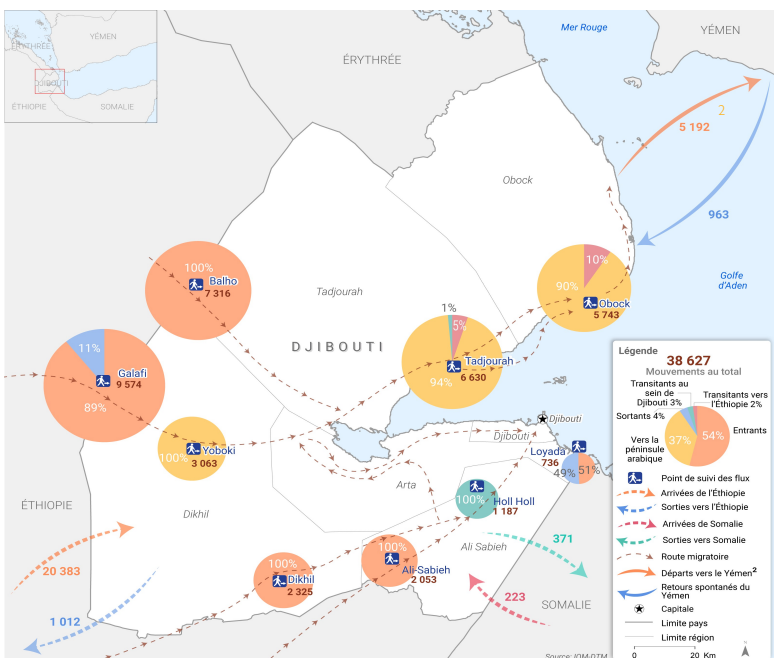 Mer Rouge
YÉMEN
ÉRYTHRÉE
YÉMEN
DJIBOUTI
ÉTHIOPIE
SOMALIE
ÉRYTHRÉE
5 192
2
963
Golfe
d'Aden
Obock
Tadjourah
DJIBOUTI
100%
Balho
7 316
10%
90%
Obock
5 743
11%
Galafi
9 574
89%
1%
5%
Tadjourah
6 630
94%
100%
Yoboki
3 063
Dikhil
Djibouti
Djibouti
Loyada
736
49%
51%
Arta
100%
Holl Holl
1 187
Ali Sabieh
371
ÉTHIOPIE
20 383
1 012
100%
Dikhil
2 325
100%
Ali-Sabieh
2 053
223
SOMALIE
Source: IOM-DTM
Légende
38 627
Mouvements au total
Transitants au
sein de
Djibouti 3%
Transitants vers
l'Éthiopie 2%
Sortants 4%
Entrants
54%
37%
Vers la
péninsule
arabique
Point de suivi des flux
Arrivées de l'Éthiopie
Sorties vers l'Éthiopie
Arrivées de Somalie
Sorties vers Somalie
Route migratoire
Départs vers le Yémen²
Retours spontanés du
Yémen
Capitale
Limite pays
Limite région
0 20 Km